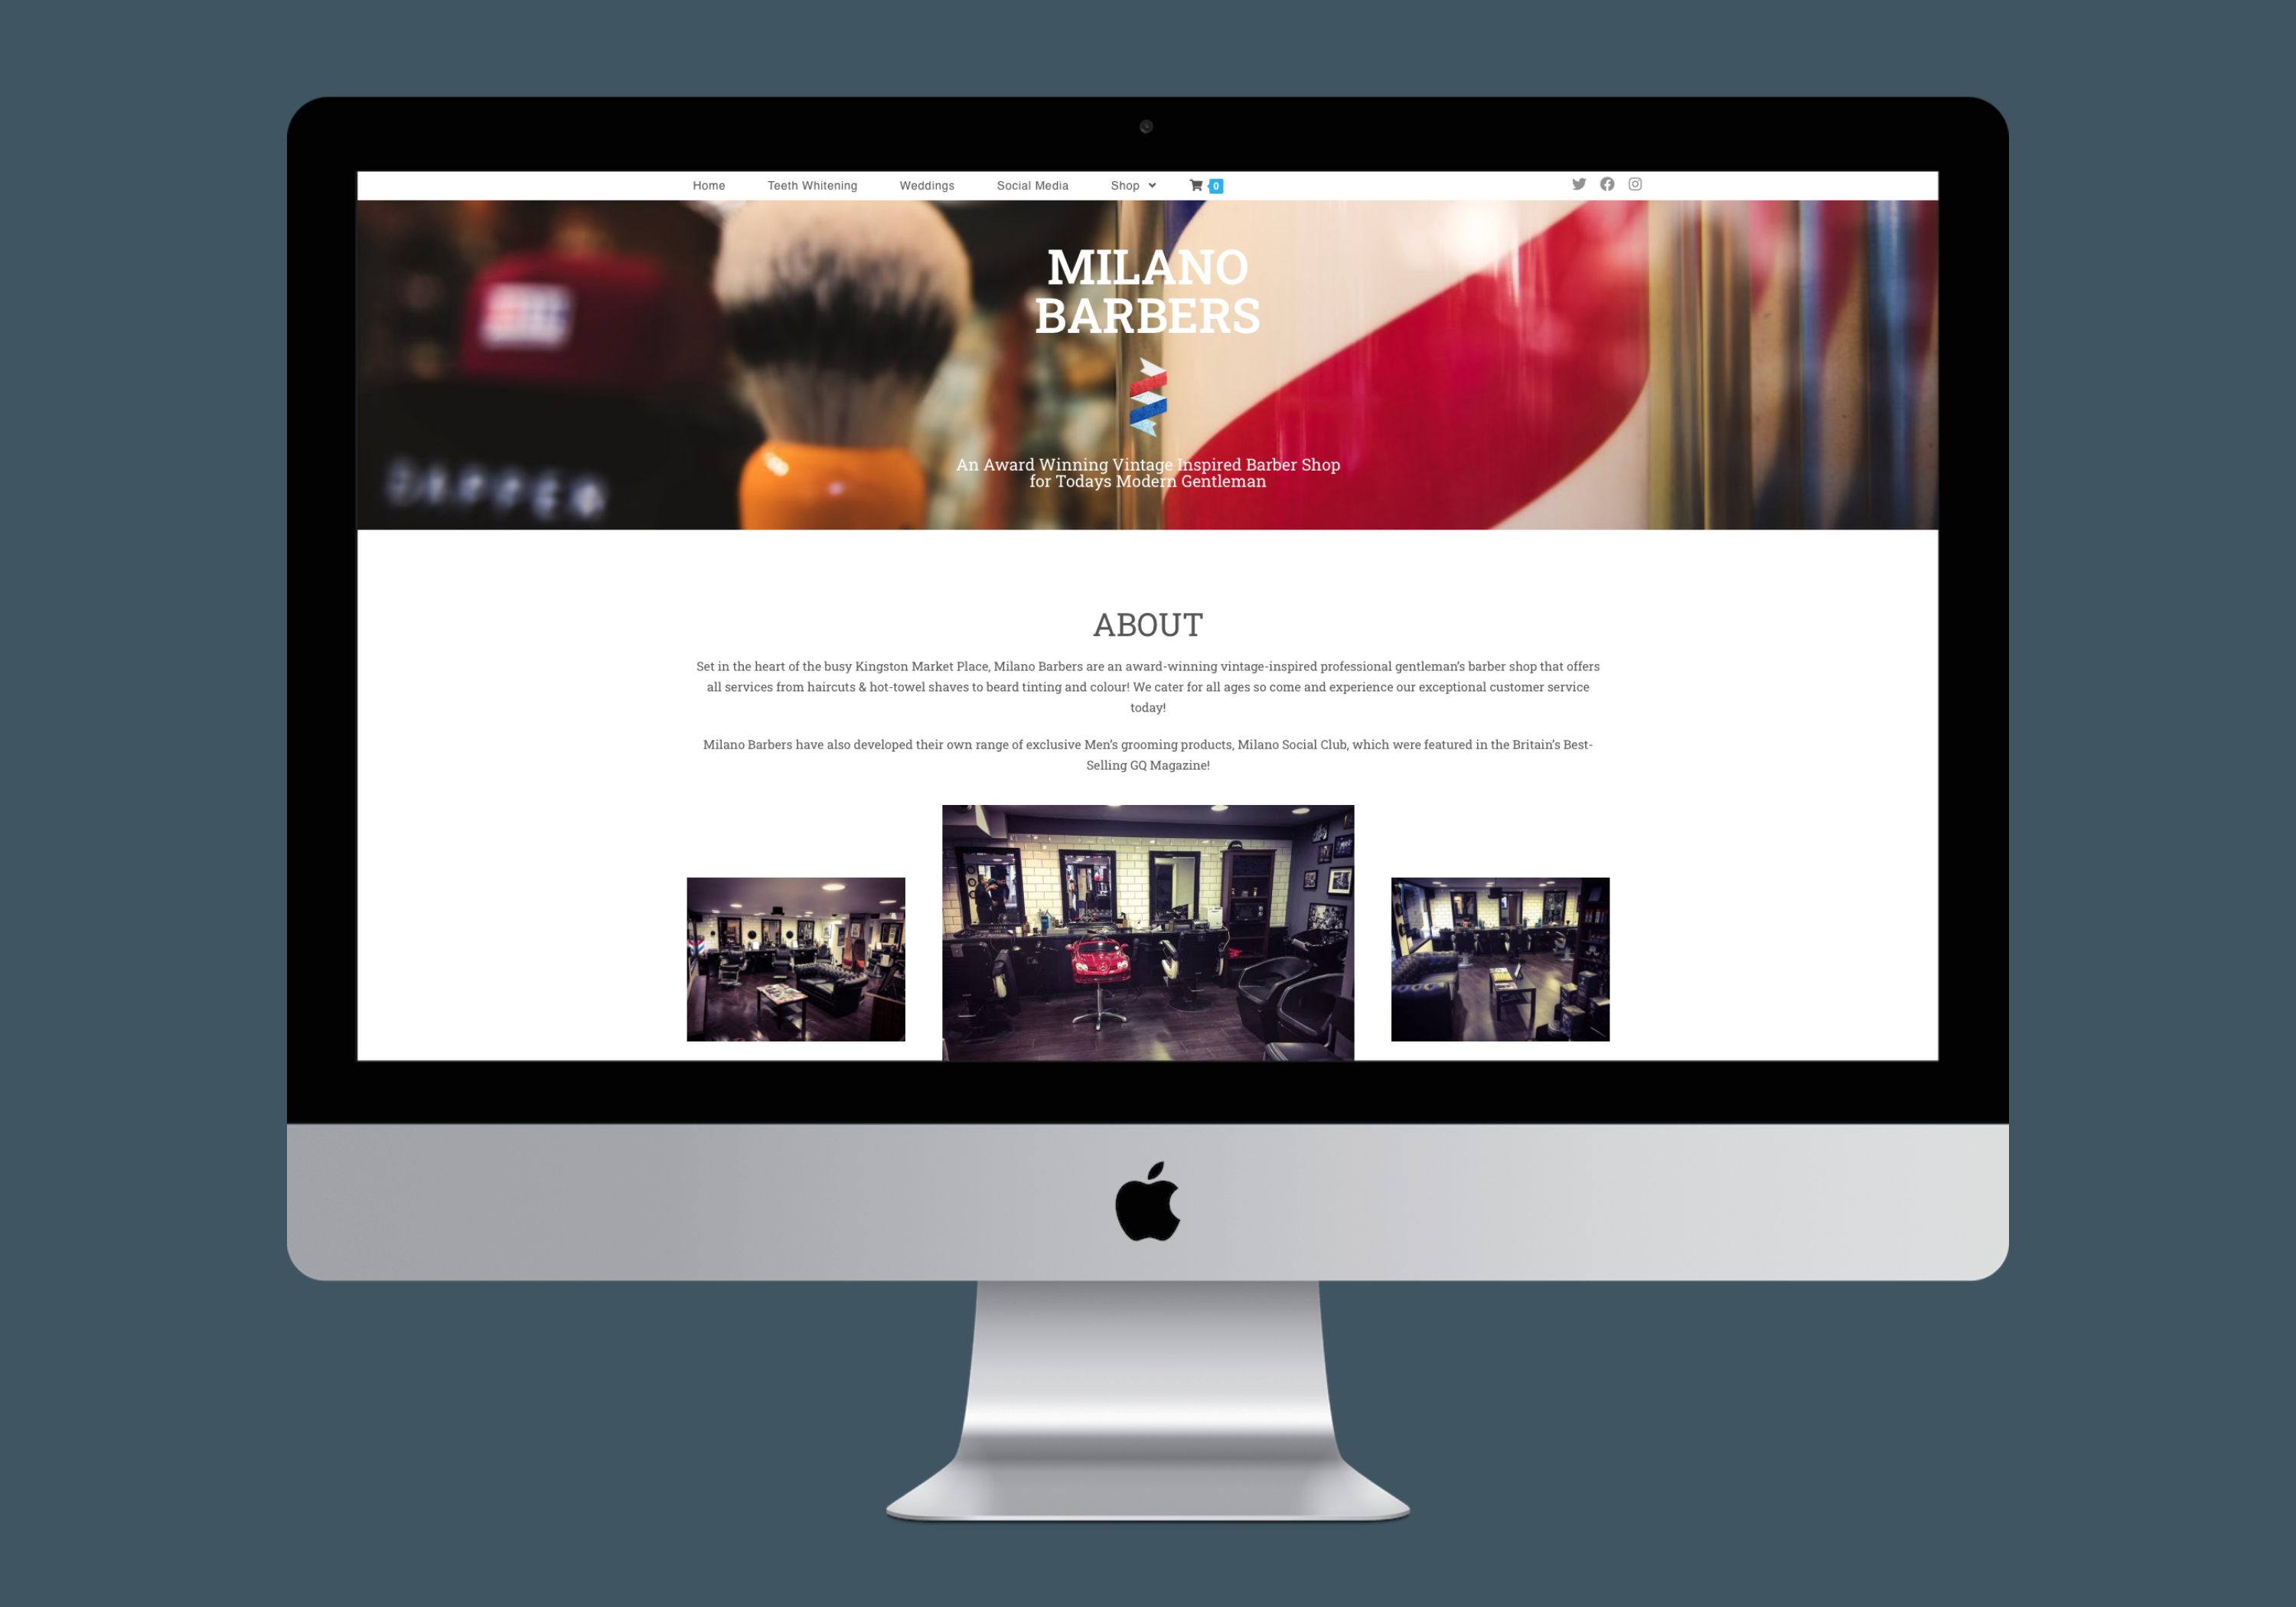 Home Teeth Whitening Weddings Social Media Shop 0
MILANO
BARBERS
An Award Winning Vintage Inspired Barber Shop
for Todays Modern Gentleman
ABOUT
Set in the heart of the busy Kingston Market Place, Milano Barbers are an award-winning vintage-inspired professional gentleman's barber shop that offers
all services from haircuts & hot-towel shaves to beard tinting and colour! We cater for all ages so come and experience our exceptional customer service
today!
Milano Barbers have also developed their own range of exclusive Men's grooming products, Milano Social Club, which were featured in the Britain's Best-
Selling GQ Magazine!